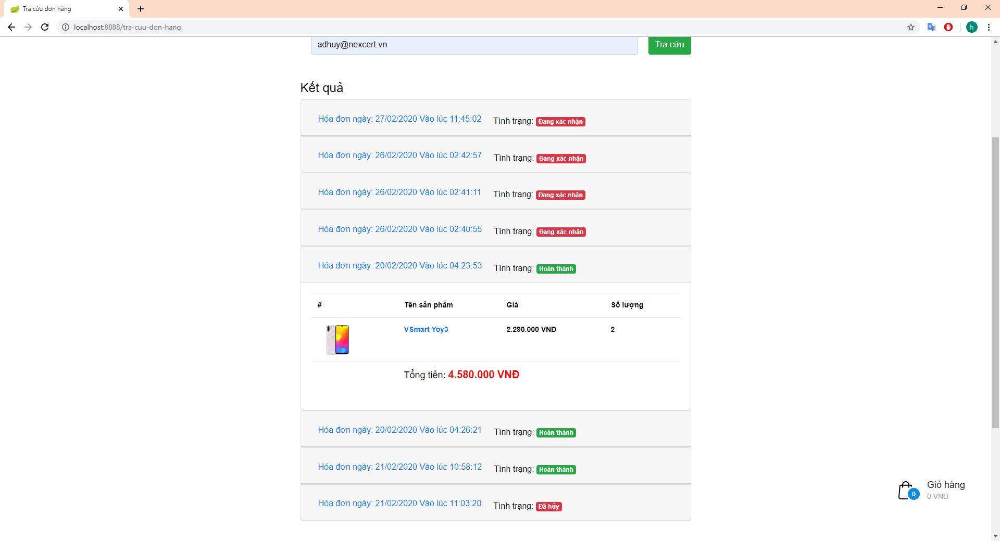 Tra cứu đơn hàng
localhost:8888/tra-cuu-don-hang
h
adhuy@nexcert.vn Tra cứu
Kết quả
Hóa đơn ngày: 27/02/2020 Vào lúc 11:45:02 Tình trạng: Đang xác nhận
Hóa đơn ngày: 26/02/2020 Vào lúc 02:42:57 Tình trạng: Đang xác nhận
Hóa đơn ngày: 26/02/2020 Vào lúc 02:41:11 Tình trạng: Đang xác nhận
Hóa đơn ngày: 26/02/2020 Vào lúc 02:40:55 Tình trạng: Đang xác nhận
Hóa đơn ngày: 20/02/2020 Vào lúc 04:23:53 Tình trạng: Hoàn thành
# Tên sản phẩm Giá Số lượng
VSmart Yoy3 2.290.000 VNĐ 2
Tổng tiền: 4.580.000 VNĐ
Hóa đơn ngày: 20/02/2020 Vào lúc 04:26:21 Tình trạng: Hoàn thành
Hóa đơn ngày: 21/02/2020 Vào lúc 10:58:12 Tình trạng: Hoàn thành
Hóa đơn ngày: 21/02/2020 Vào lúc 11:03:20 Tình trạng: Đã hủy
Giỏ hàng
0
0 VNĐ